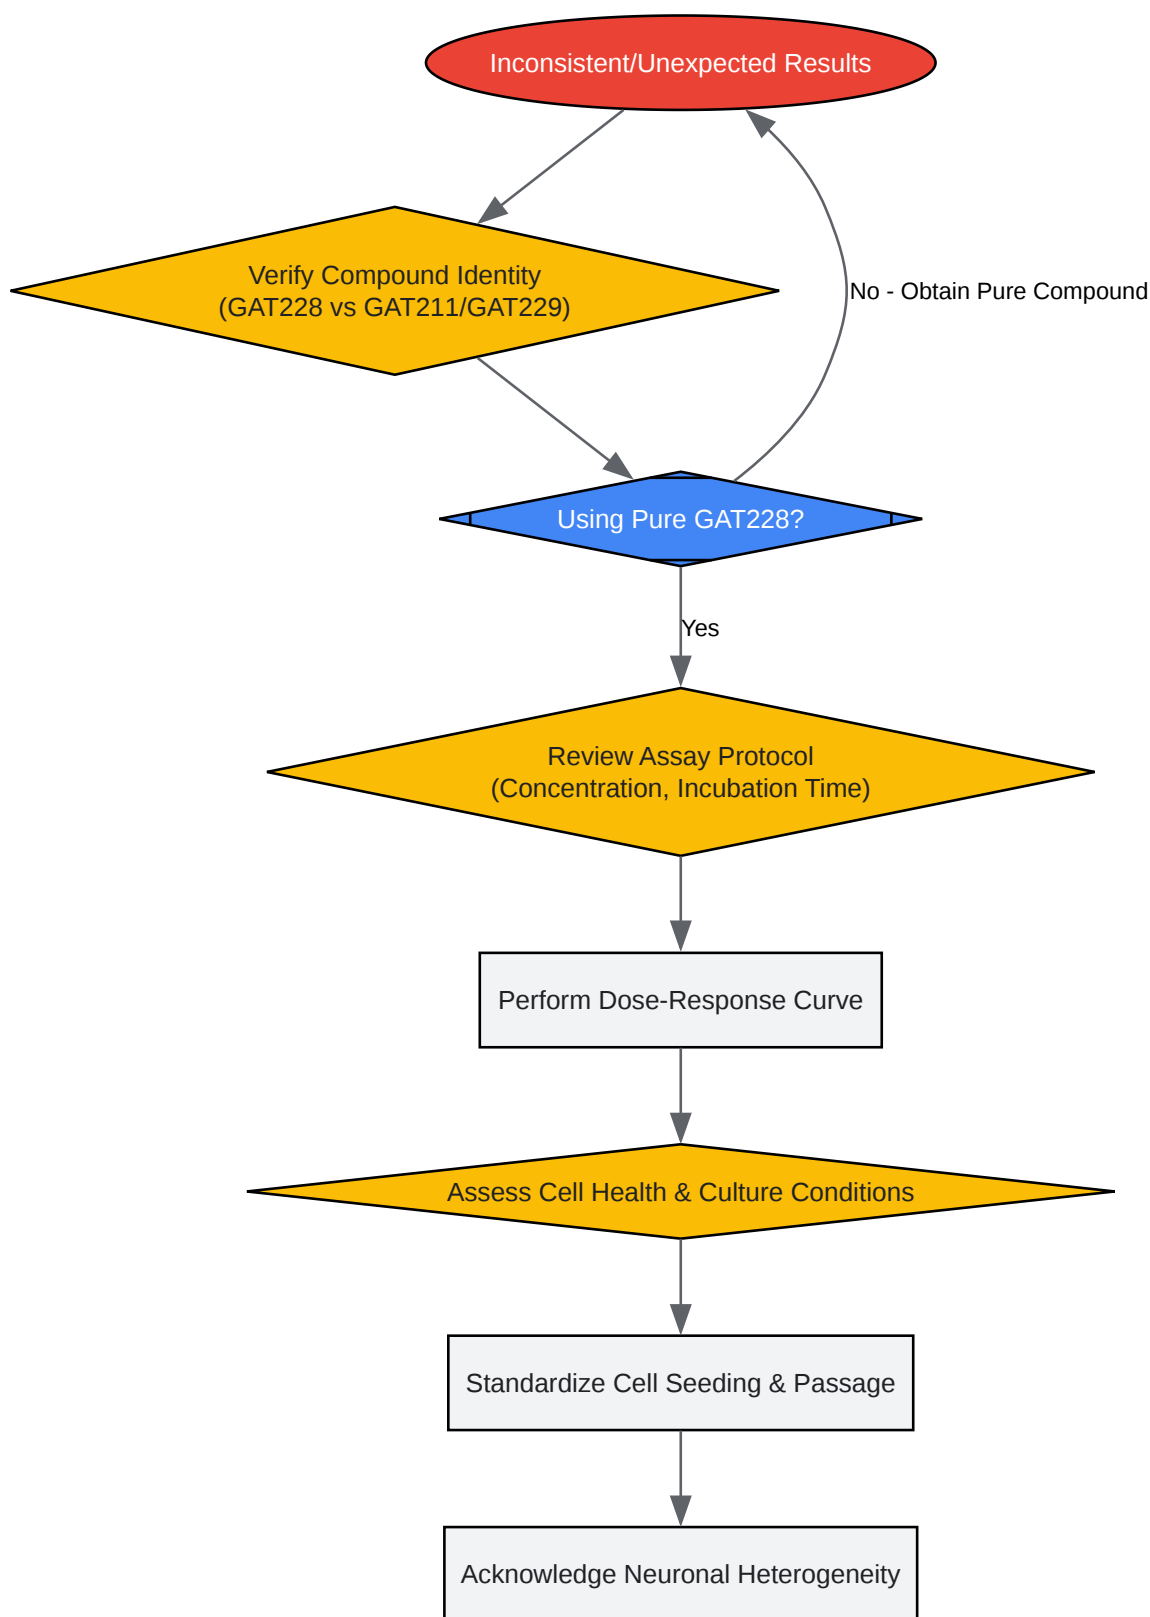 Inconsistent/Unexpected Results
Verify Compound Identity
(GAT228 vs GAT211/GAT229)
No - Obtain Pure Compound
Using Pure GAT228?
Yes
Review Assay Protocol
(Concentration, Incubation Time)
Perform Dose-Response Curve
Assess Cell Health & Culture Conditions
Standardize Cell Seeding & Passage
Acknowledge Neuronal Heterogeneity